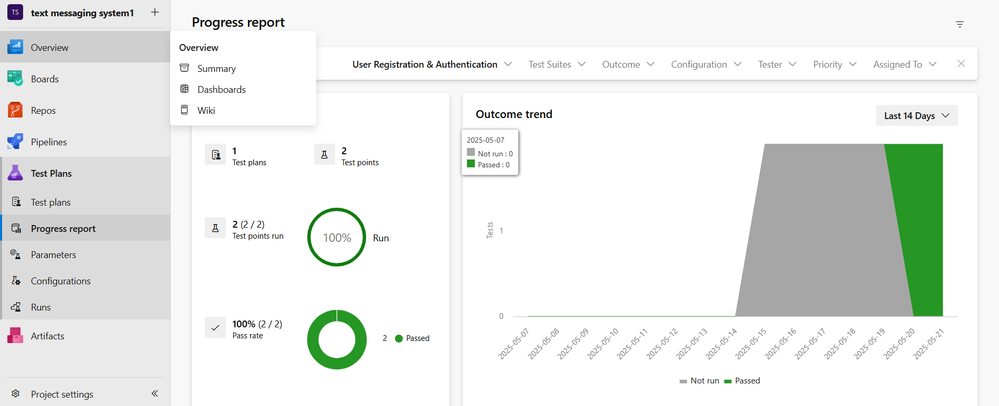 TS text messaging system1
Overview
Boards
Repos
Pipelines
Test Plans
Test plans
Progress report
Parameters
Configurations
Runs
Artifacts
Project settings
Progress report
Overview
Summary
Dashboards
Wiki
User Registration & Authentication Test Suites Outcome Configuration Tester Priority Assigned To
1
Test plans
2
Test points
2 (2 / 2)
Test points run
100%
Run
100% (2 / 2)
Pass rate
2 Passed
Outcome trend
Last 14 Days
2025-05-07
Not run : 0
Passed : 0
Tests
1
0
2025-05-07
2025-05-08
2025-05-09
2025-05-10
2025-05-11
2025-05-12
2025-05-13
2025-05-14
2025-05-15
2025-05-16
2025-05-17
2025-05-18
2025-05-19
2025-05-20
2025-05-21
Not run Passed